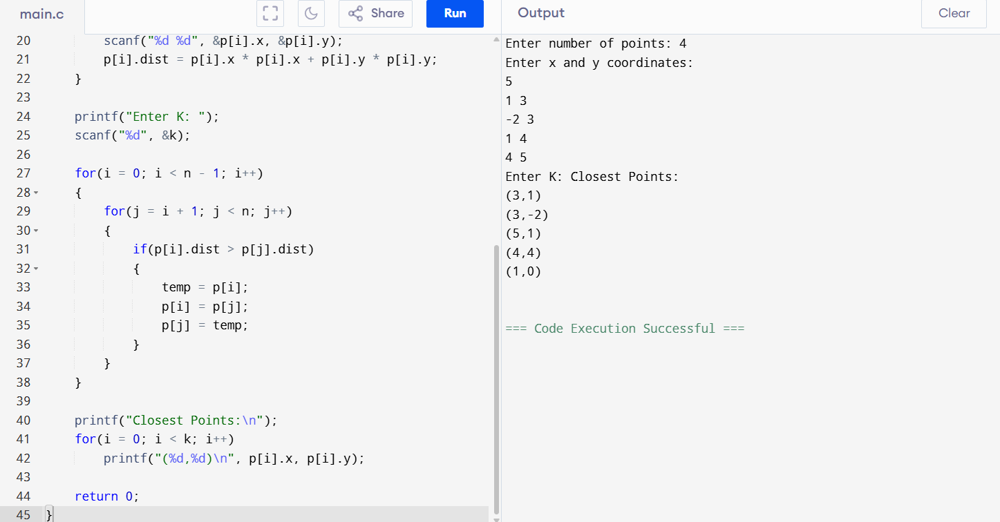 main.c
Share
Run
Output
Clear
20 scanf("%d %d", &p[i].x, &p[i].y);
21 p[i].dist = p[i].x * p[i].x + p[i].y * p[i].y;
22 }
23
24 printf("Enter K: ");
25 scanf("%d", &k);
26
27 for(i = 0; i < n - 1; i++)
28 {
29 for(j = i + 1; j < n; j++)
30 {
31 if(p[i].dist > p[j].dist)
32 {
33 temp = p[i];
34 p[i] = p[j];
35 p[j] = temp;
36 }
37 }
38 }
39
40 printf("Closest Points:\n");
41 for(i = 0; i < k; i++)
42 printf("(%d,%d)\n", p[i].x, p[i].y);
43
44 return 0;
45 }
Enter number of points: 4
Enter x and y coordinates:
5
1 3
-2 3
1 4
4 5
Enter K: Closest Points:
(3,1)
(3,-2)
(5,1)
(4,4)
(1,0)
=== Code Execution Successful ===